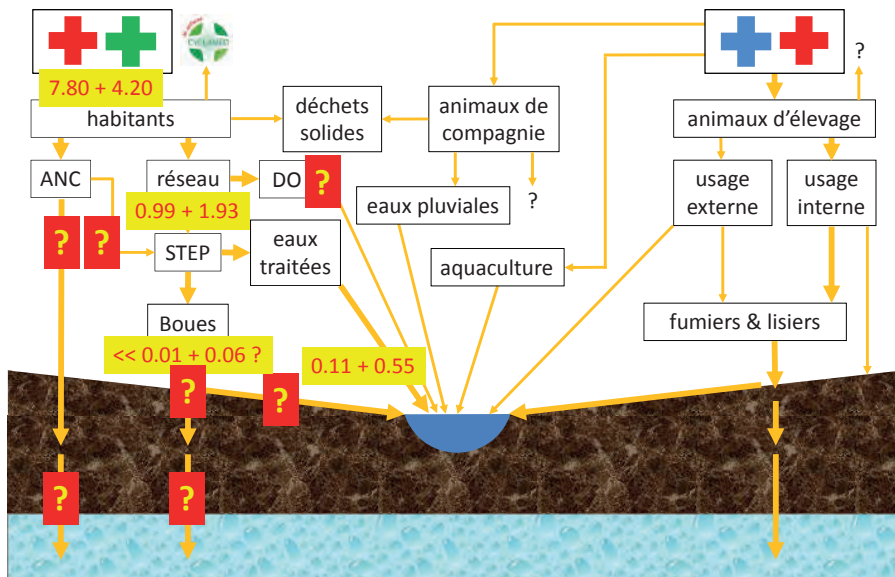 CYCLAMED
?
7.80 + 4.20
habitants
déchets
solides
animaux de
compagnie
animaux d'élevage
ANC
réseau
DO
?
eaux pluviales
?
usage
externe
usage
interne
0.99 + 1.93
?
?
STEP
eaux
traitées
aquaculture
Boues
fumiers & lisiers
<< 0.01 + 0.06 ?
0.11 + 0.55
?
?
?
?